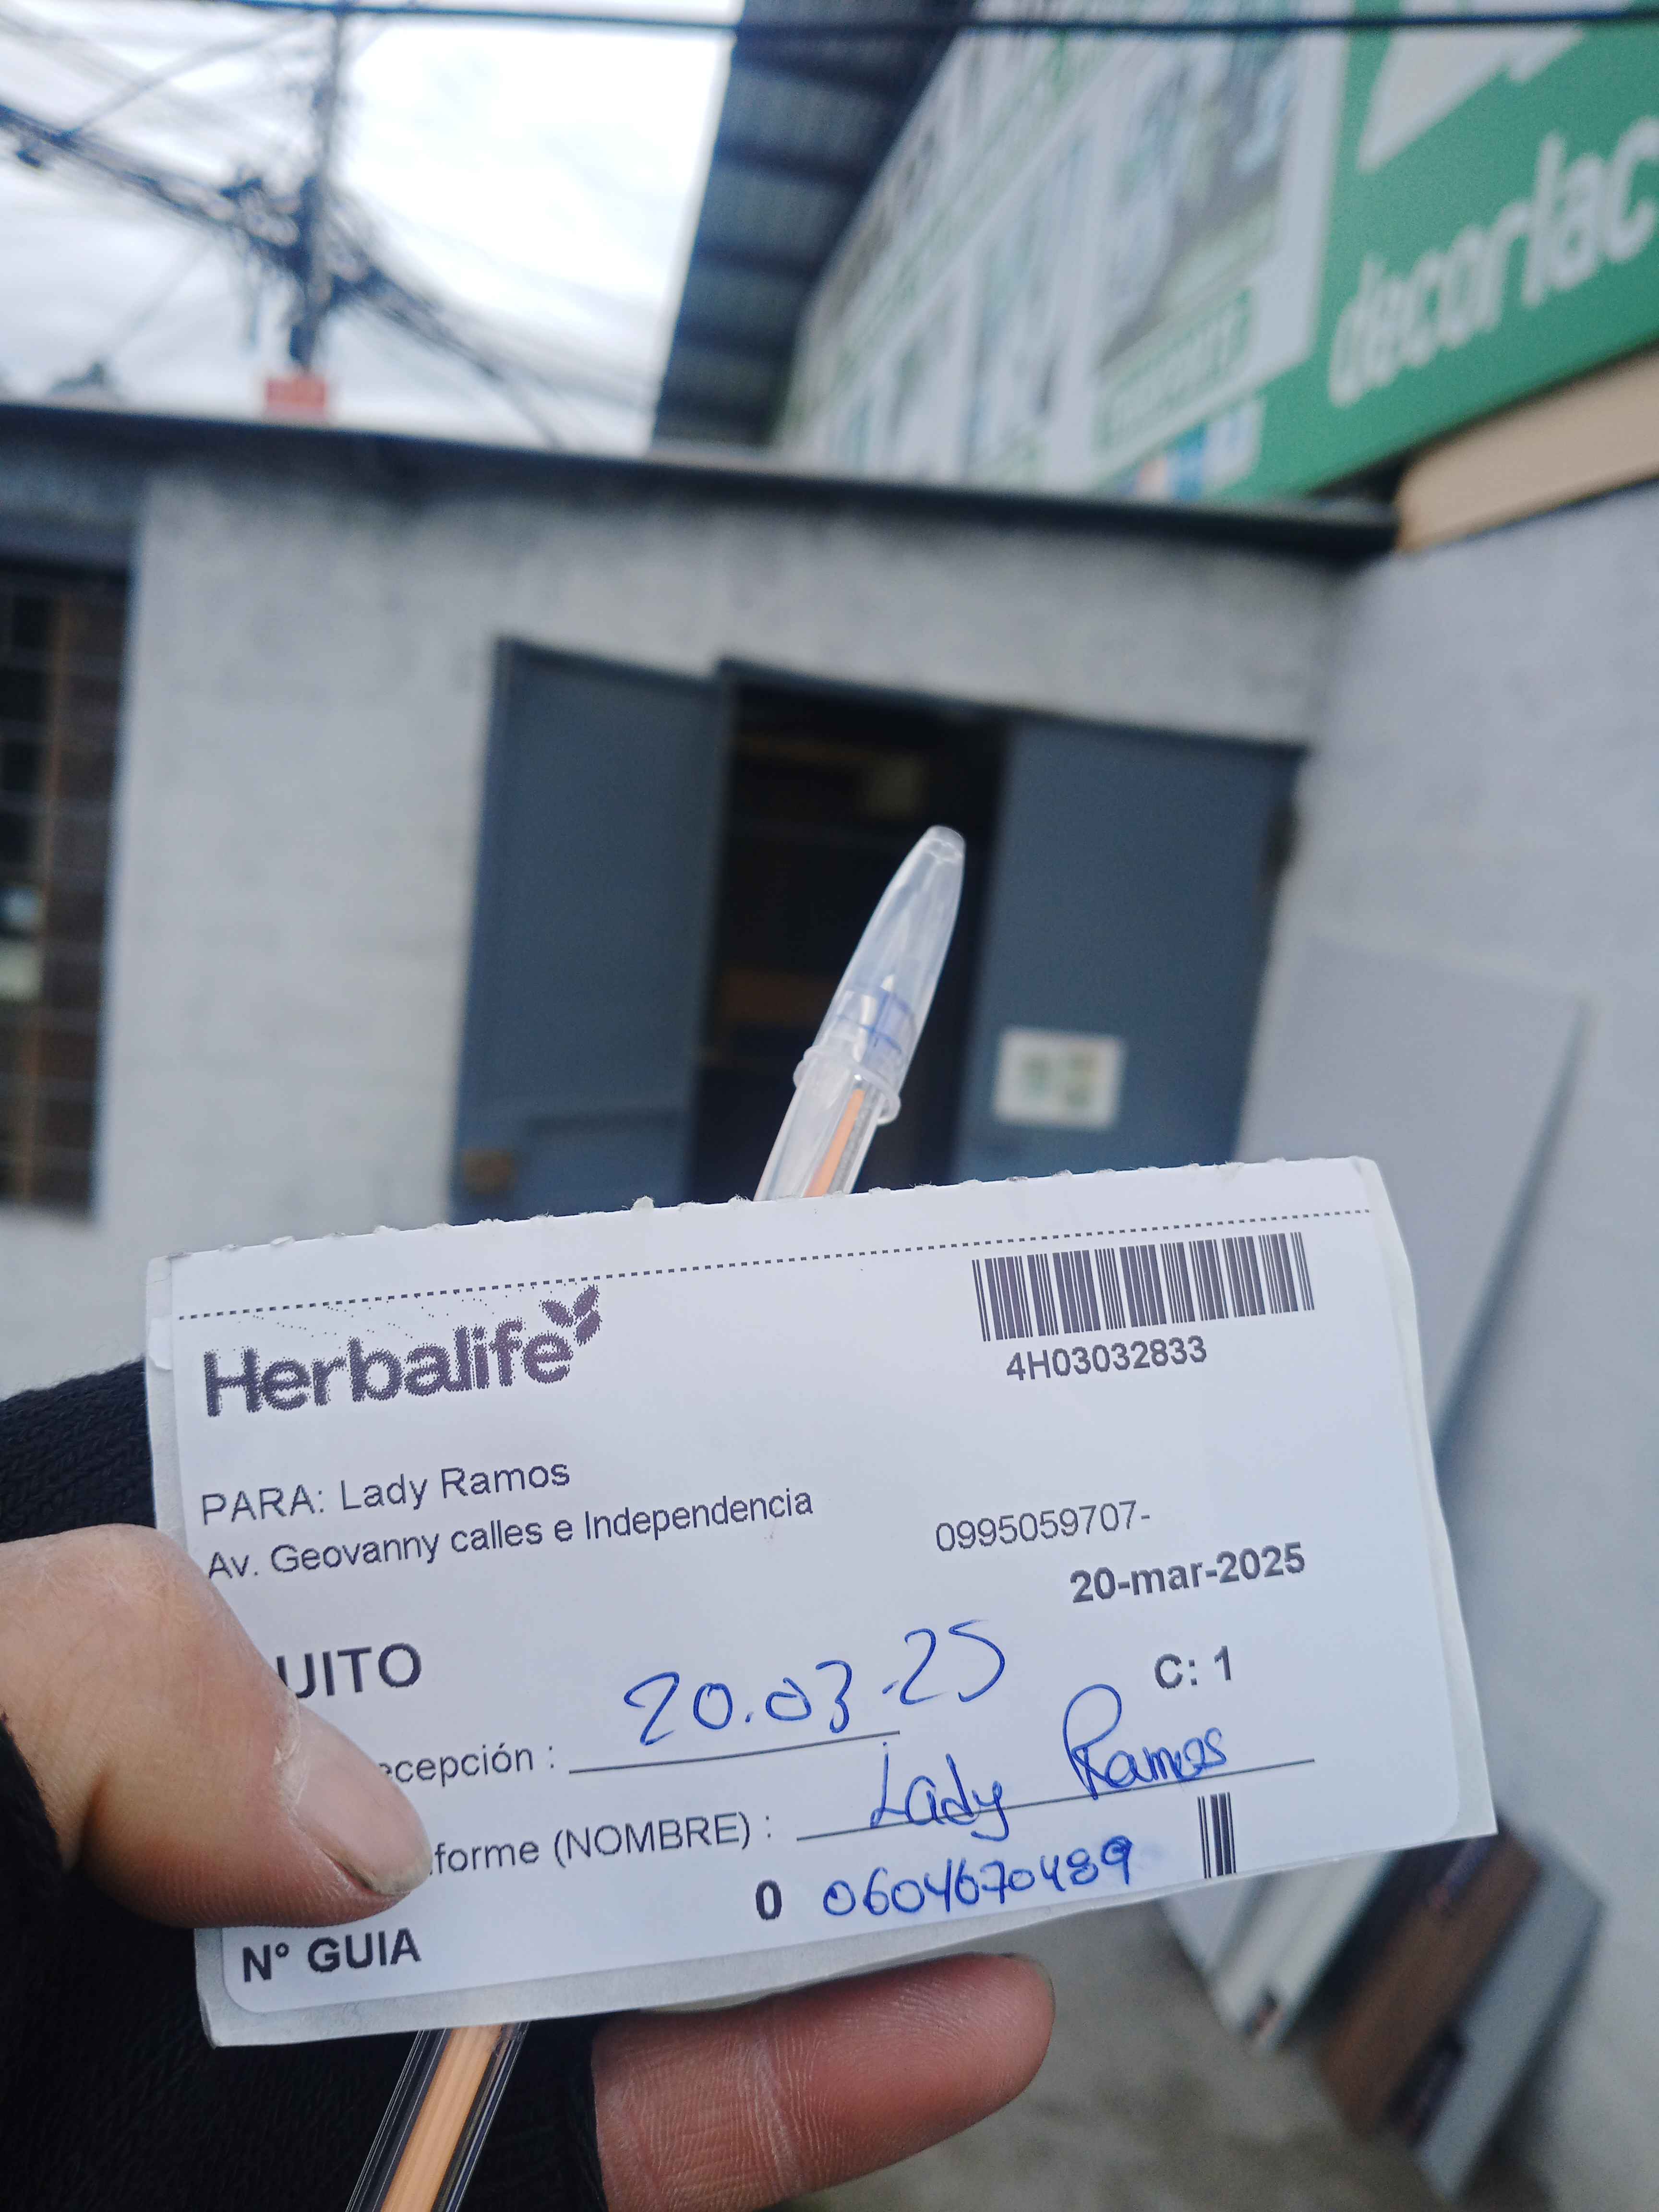 decorlac
Herbalife
4H03032833
PARA: Lady Ramos
Av. Geovanny calles e Independencia
0995059707-
20-mar-2025
UITO
C: 1
ecepción : 20.03.25
forme (NOMBRE) : Lady Ramos
0 0604670489
N° GUIA